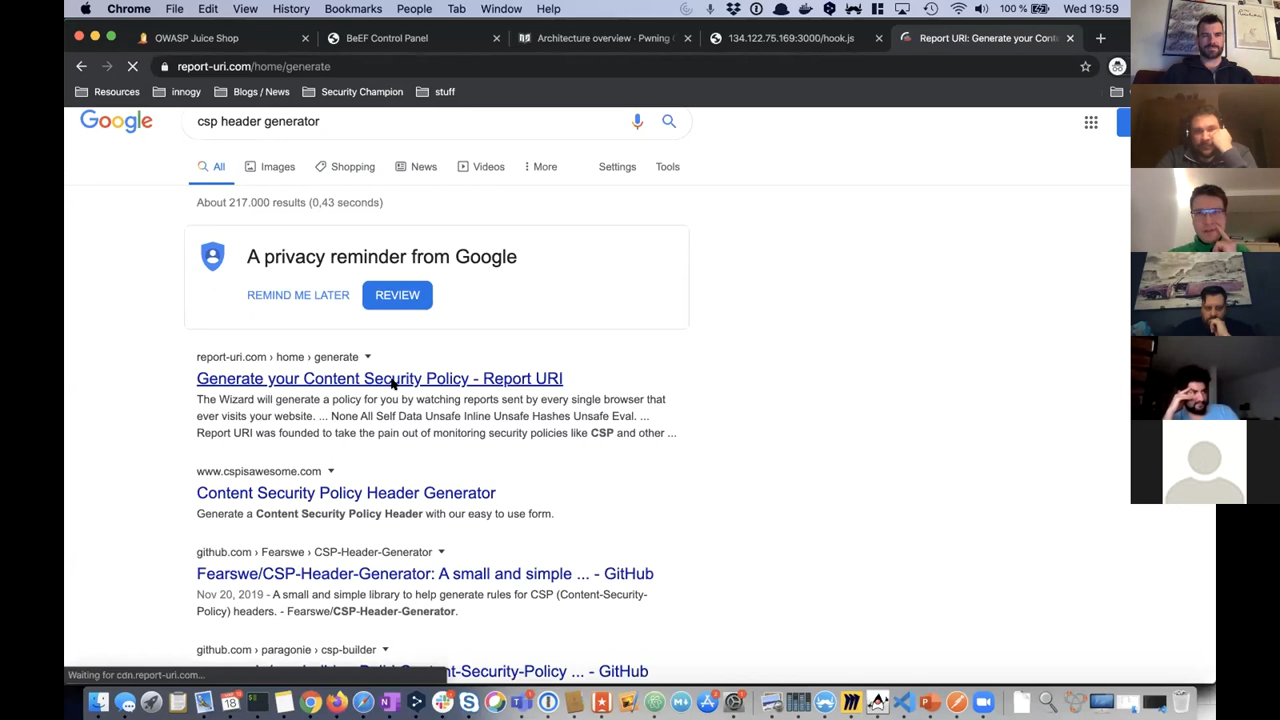 Chrome File Edit View History Bookmarks People Tab Window Help 100 % Wed 19:59
OWASP Juice Shop BeEF Control Panel Architecture overview - Pwning 134.122.75.169:3000/hook.js Report URI: Generate your Cont
report-uri.com/home/generate
Resources innogy Blogs / News Security Champion stuff
Google csp header generator
All Images Shopping News Videos More Settings Tools
About 217.000 results (0,43 seconds)
A privacy reminder from Google
REMIND ME LATER REVIEW
report-uri.com › home › generate
Generate your Content Security Policy - Report URI
The Wizard will generate a policy for you by watching reports sent by every single browser that
ever visits your website. ... None All Self Data Unsafe Inline Unsafe Hashes Unsafe Eval. ...
Report URI was founded to take the pain out of monitoring security policies like CSP and other ...
www.cspisawesome.com
Content Security Policy Header Generator
Generate a Content Security Policy Header with our easy to use form.
github.com › Fearswe › CSP-Header-Generator
Fearswe/CSP-Header-Generator: A small and simple ... - GitHub
Nov 20, 2019 - A small and simple library to help generate rules for CSP (Content-Security-
Policy) headers. - Fearswe/CSP-Header-Generator.
github.com › paragonie › csp-builder
-Security-Policy ... - GitHub
Waiting for cdn.report-uri.com...
18